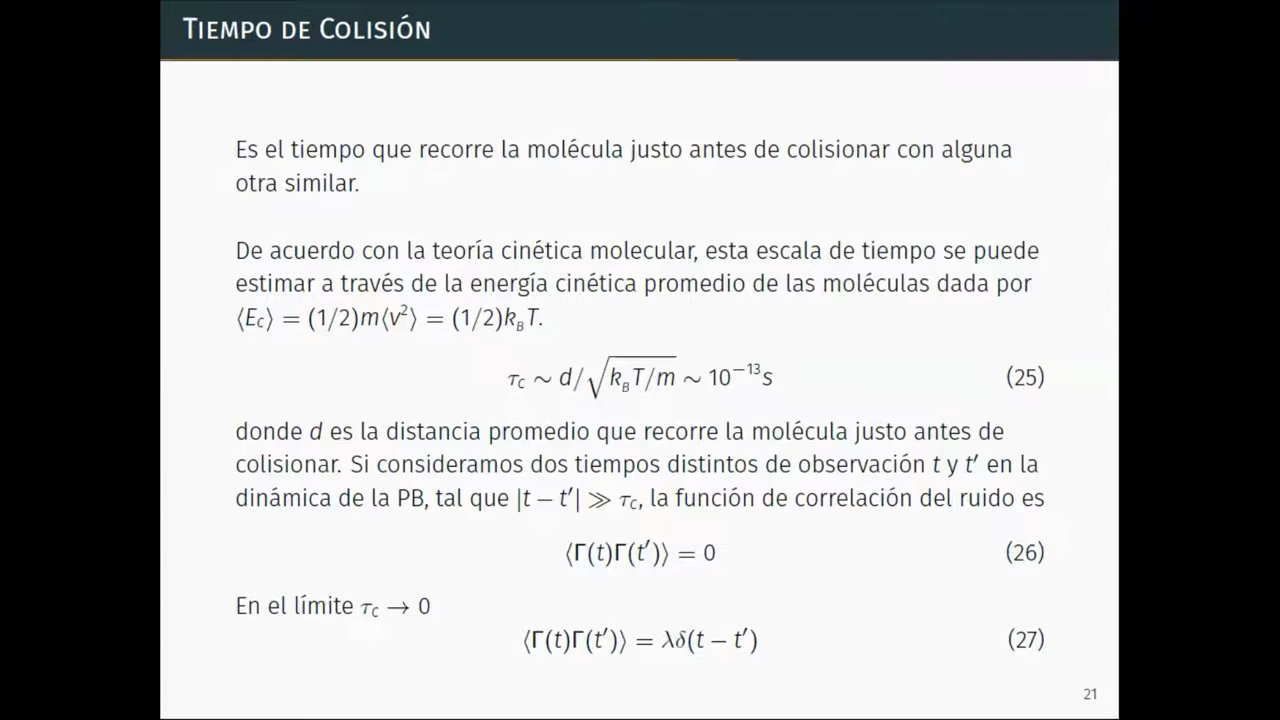 TIEMPO DE COLISIÓN
Es el tiempo que recorre la molécula justo antes de colisionar con alguna
otra similar.
De acuerdo con la teoría cinética molecular, esta escala de tiempo se puede
estimar a través de la energía cinética promedio de las moléculas dada por
⟨E_c⟩ = (1/2)m⟨v²⟩ = (1/2)k_B T.
τ_c ∼ d/√(k_B T/m) ∼ 10⁻¹³s (25)
donde d es la distancia promedio que recorre la molécula justo antes de
colisionar. Si consideramos dos tiempos distintos de observación t y t′ en la
dinámica de la PB, tal que |t − t′| ≫ τ_c, la función de correlación del ruido es
⟨Γ(t)Γ(t′)⟩ = 0 (26)
En el límite τ_c → 0
⟨Γ(t)Γ(t′)⟩ = λδ(t − t′) (27)
21